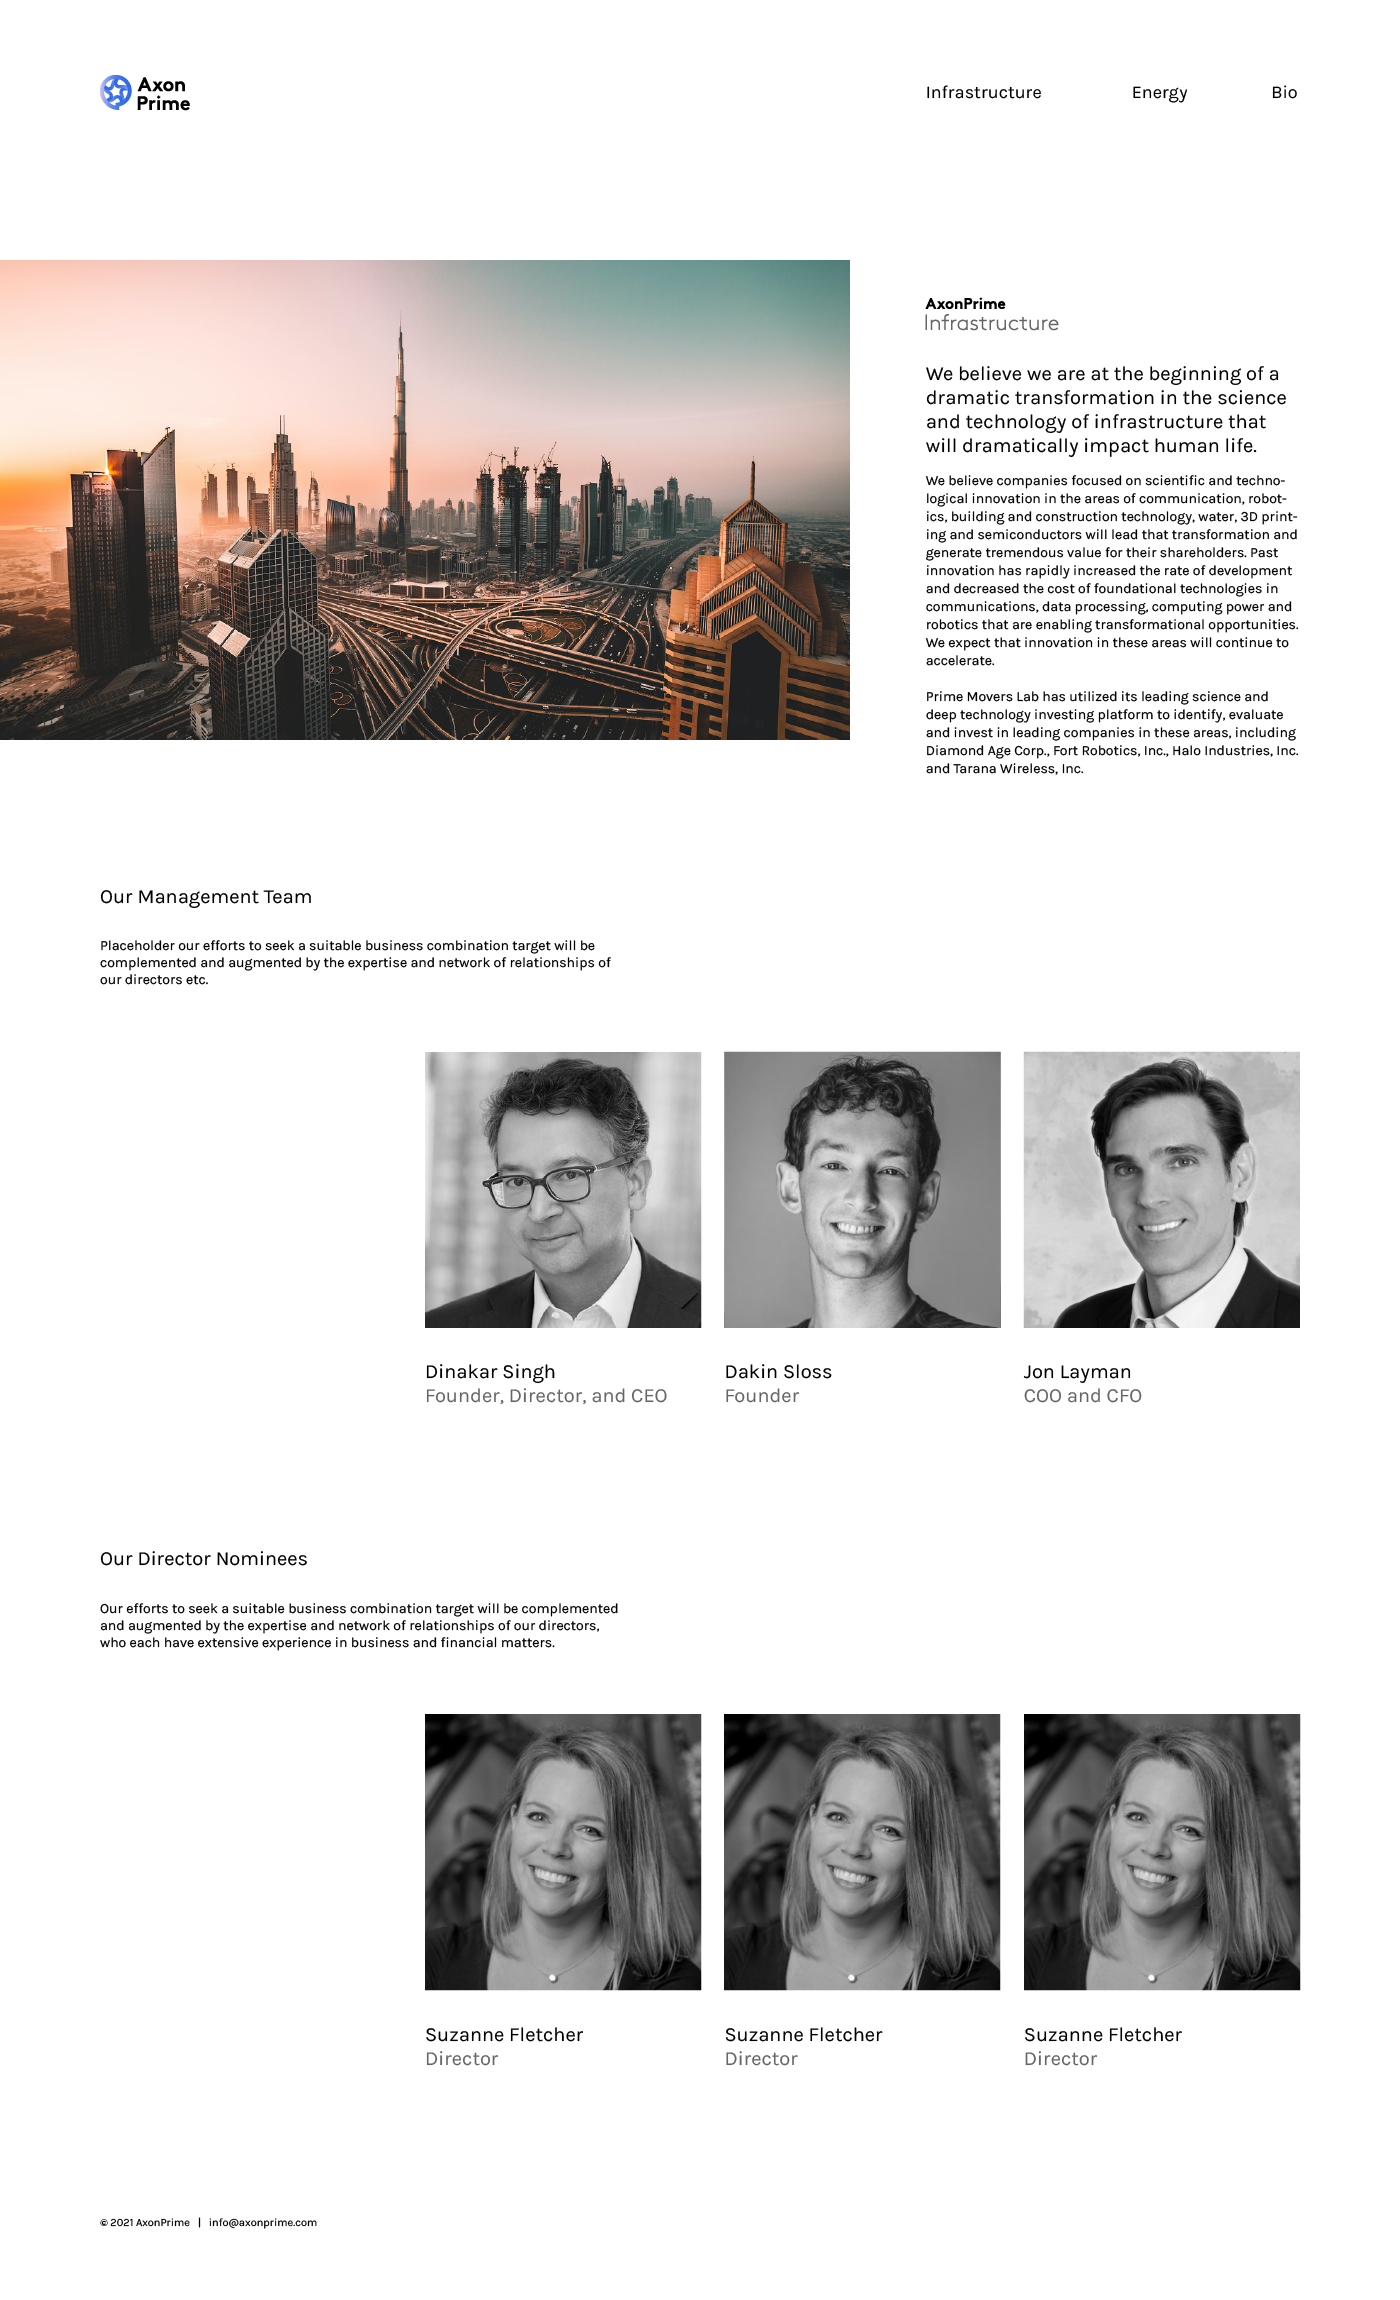 Axon
Prime
Infrastructure
Energy
Bio
AxonPrime
Infrastructure
We believe we are at the beginning of a
dramatic transformation in the science
and technology of infrastructure that
will dramatically impact human life.
We believe companies focused on scientific and techno-
logical innovation in the areas of communication, robot-
ics, building and construction technology, water, 3D print-
ing and semiconductors will lead that transformation and
generate tremendous value for their shareholders. Past
innovation has rapidly increased the rate of development
and decreased the cost of foundational technologies in
communications, data processing, computing power and
robotics that are enabling transformational opportunities.
We expect that innovation in these areas will continue to
accelerate.
Prime Movers Lab has utilized its leading science and
deep technology investing platform to identify, evaluate
and invest in leading companies in these areas, including
Diamond Age Corp., Fort Robotics, Inc., Halo Industries, Inc.
and Tarana Wireless, Inc.
Our Management Team
Placeholder our efforts to seek a suitable business combination target will be
complemented and augmented by the expertise and network of relationships of
our directors etc.
Dinakar Singh
Founder, Director, and CEO
Dakin Sloss
Founder
Jon Layman
COO and CFO
Our Director Nominees
Our efforts to seek a suitable business combination target will be complemented
and augmented by the expertise and network of relationships of our directors,
who each have extensive experience in business and financial matters.
Suzanne Fletcher
Director
Suzanne Fletcher
Director
Suzanne Fletcher
Director
© 2021 AxonPrime | info@axonprime.com